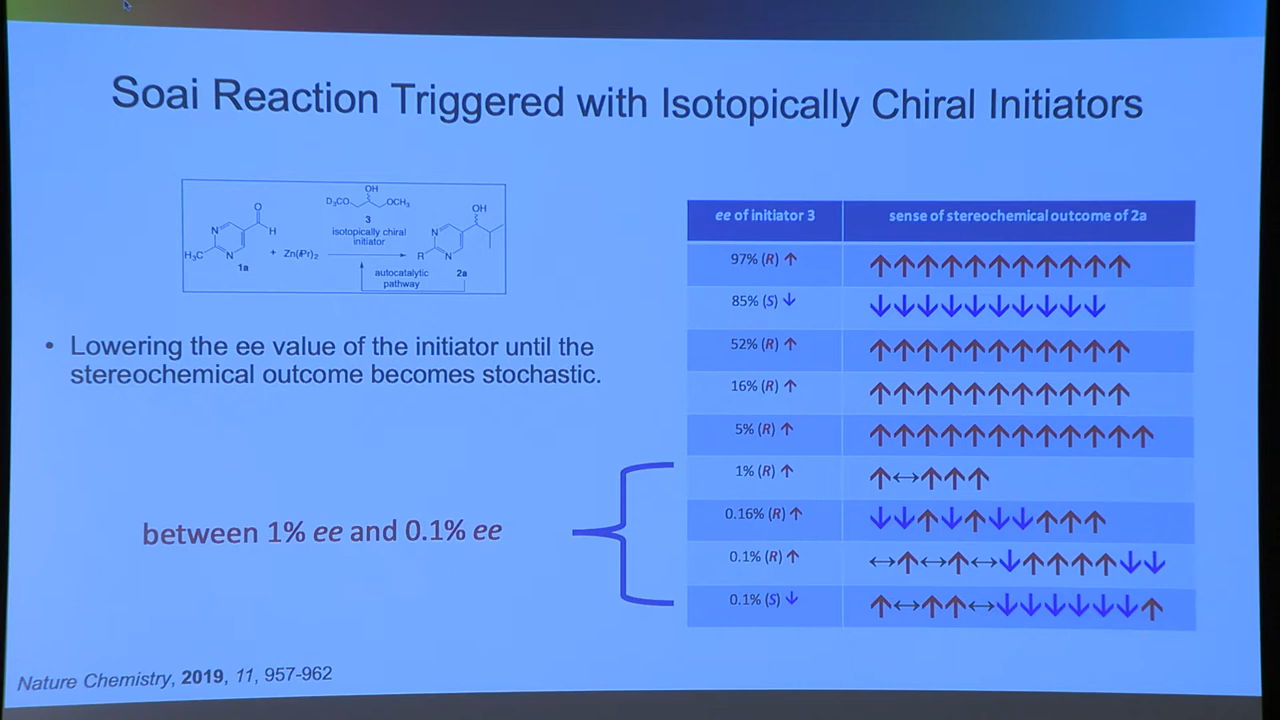 Soai Reaction Triggered with Isotopically Chiral Initiators
OH
D₃CO
OCH₃
3
isotopically chiral
initiator
O
H
N
N
H₃C
1a
+ Zn(iPr)₂
autocatalytic
pathway
OH
N
N
R
2a
• Lowering the ee value of the initiator until the
stereochemical outcome becomes stochastic.
between 1% ee and 0.1% ee
ee of initiator 3 sense of stereochemical outcome of 2a
97% (R) ↑ ↑↑↑↑↑↑↑↑↑↑↑
85% (S) ↓ ↓↓↓↓↓↓↓↓↓↓
52% (R) ↑ ↑↑↑↑↑↑↑↑↑↑↑
16% (R) ↑ ↑↑↑↑↑↑↑↑↑↑↑
5% (R) ↑ ↑↑↑↑↑↑↑↑↑↑↑↑
1% (R) ↑ ↑↔↑↑↑
0.16% (R) ↑ ↓↓↑↓↑↓↓↑↑↑
0.1% (R) ↑ ↔↑↔↑↔↓↑↑↑↑↓↓
0.1% (S) ↓ ↑↔↑↑↔↓↓↓↓↓↓↑
Nature Chemistry, 2019, 11, 957-962